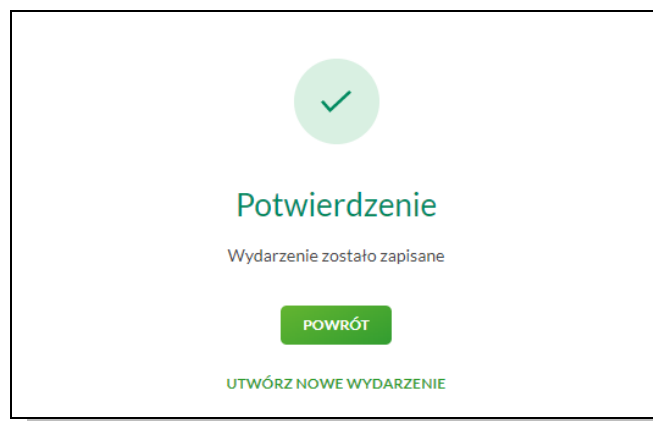 Potwierdzenie
Wydarzenie zostało zapisane
POWRÓT
UTWÓRZ NOWE WYDARZENIE